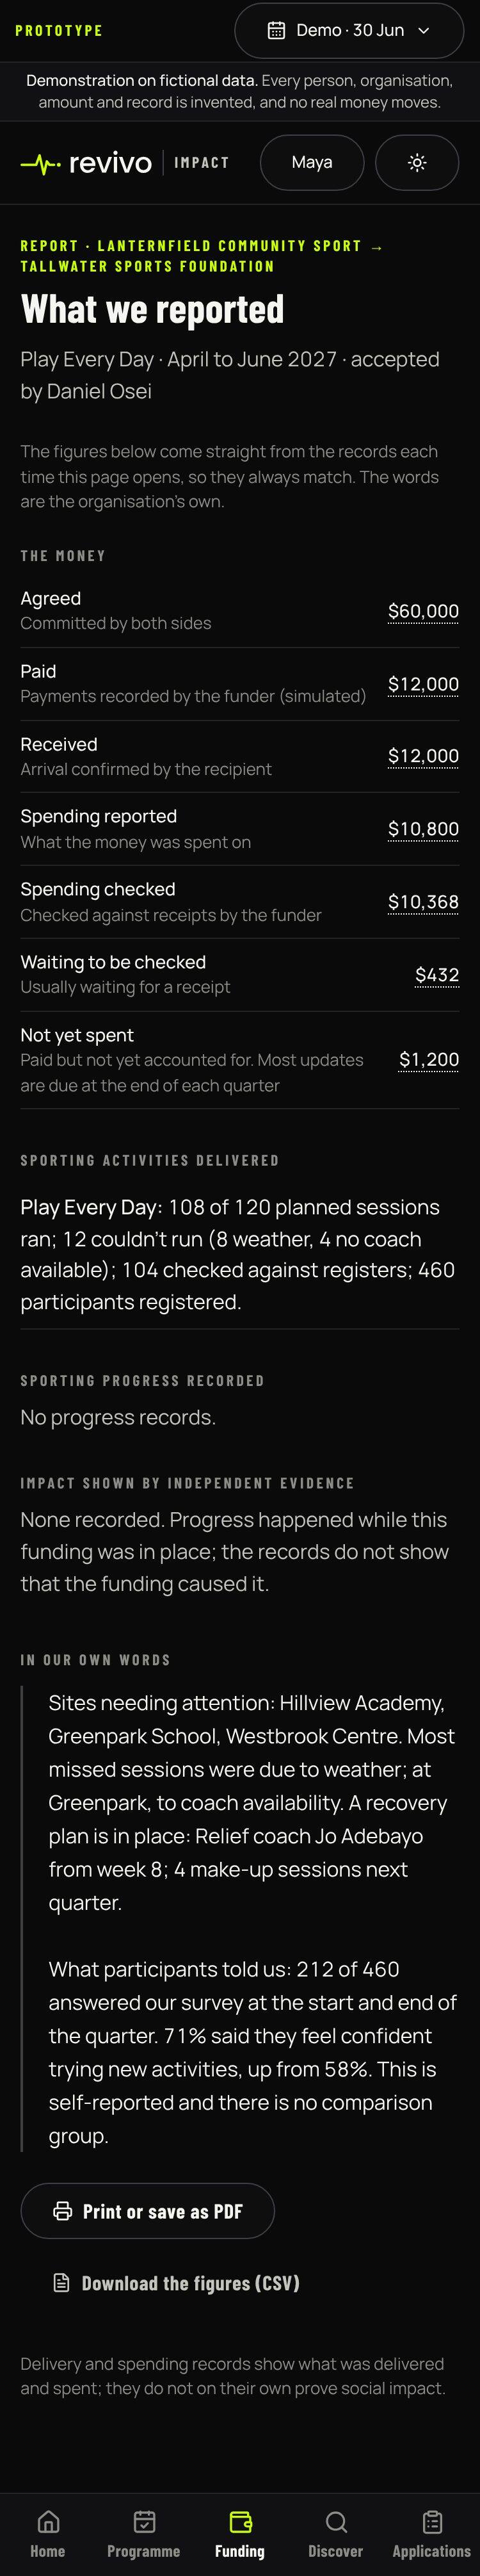 PROTOTYPE
Demo · 30 Jun
Demonstration on fictional data. Every person, organisation,
amount and record is invented, and no real money moves.
revivo IMPACT
Maya
REPORT · LANTERNFIELD COMMUNITY SPORT →
TALLWATER SPORTS FOUNDATION
What we reported
Play Every Day · April to June 2027 · accepted
by Daniel Osei
The figures below come straight from the records each
time this page opens, so they always match. The words
are the organisation’s own.
THE MONEY
Agreed
Committed by both sides
$60,000
Paid
Payments recorded by the funder (simulated)
$12,000
Received
Arrival confirmed by the recipient
$12,000
Spending reported
What the money was spent on
$10,800
Spending checked
Checked against receipts by the funder
$10,368
Waiting to be checked
Usually waiting for a receipt
$432
Not yet spent
Paid but not yet accounted for. Most updates
are due at the end of each quarter
$1,200
SPORTING ACTIVITIES DELIVERED
Play Every Day: 108 of 120 planned sessions
ran; 12 couldn’t run (8 weather, 4 no coach
available); 104 checked against registers; 460
participants registered.
SPORTING PROGRESS RECORDED
No progress records.
IMPACT SHOWN BY INDEPENDENT EVIDENCE
None recorded. Progress happened while this
funding was in place; the records do not show
that the funding caused it.
IN OUR OWN WORDS
Sites needing attention: Hillview Academy,
Greenpark School, Westbrook Centre. Most
missed sessions were due to weather; at
Greenpark, to coach availability. A recovery
plan is in place: Relief coach Jo Adebayo
from week 8; 4 make-up sessions next
quarter.
What participants told us: 212 of 460
answered our survey at the start and end of
the quarter. 71% said they feel confident
trying new activities, up from 58%. This is
self-reported and there is no comparison
group.
Print or save as PDF
Download the figures (CSV)
Delivery and spending records show what was delivered
and spent; they do not on their own prove social impact.
Home
Programme
Funding
Discover
Applications